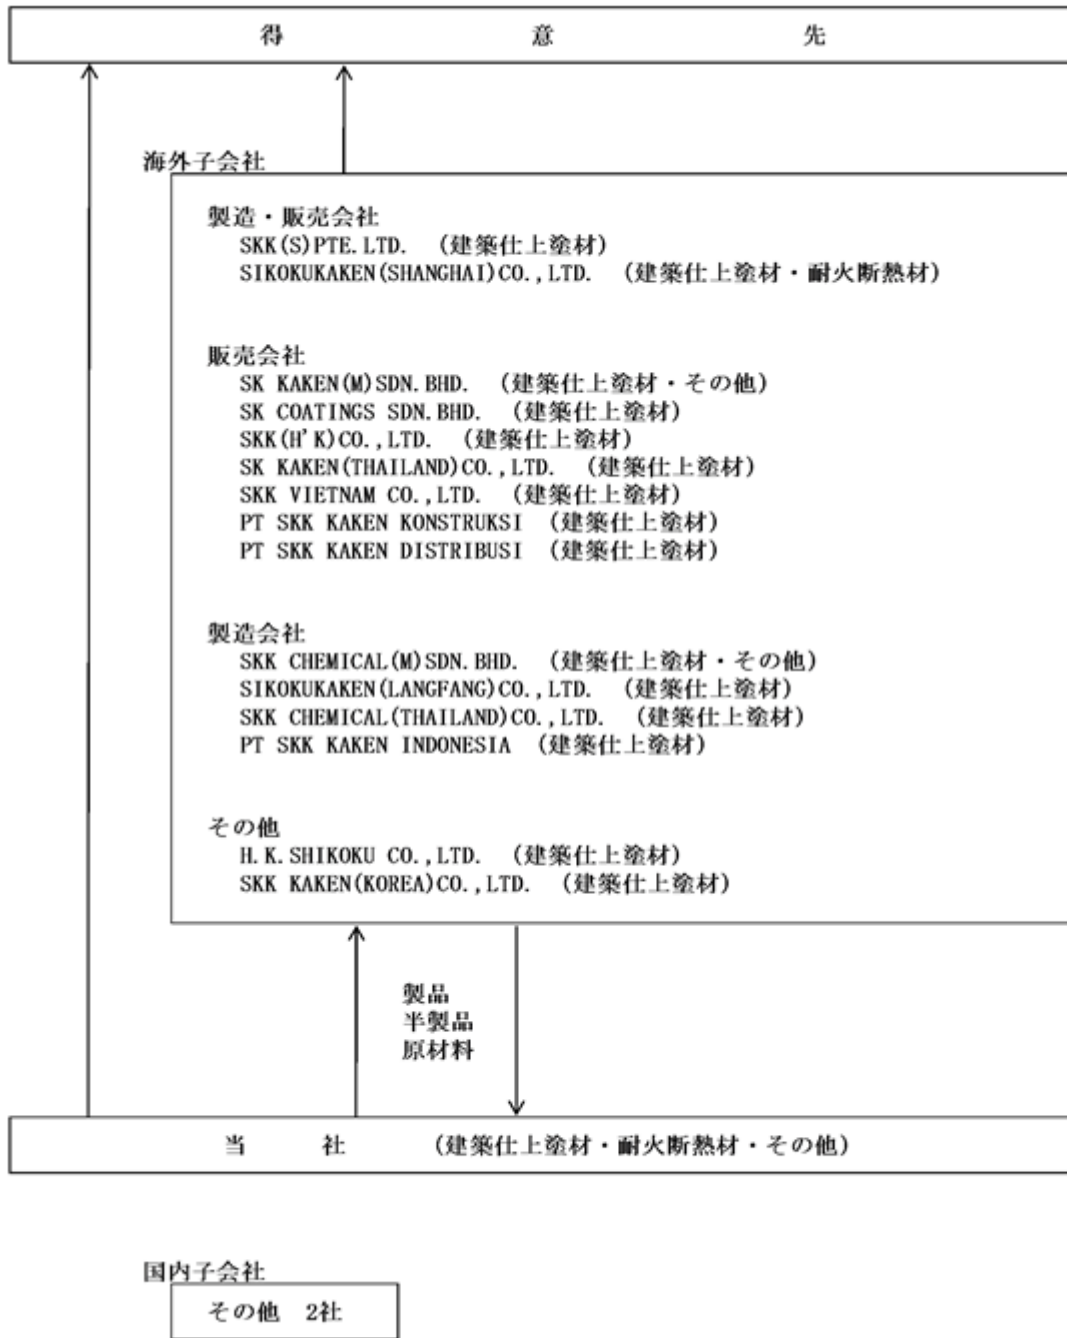 得意先
海外子会社
製造・販売会社
SKK(S)PTE.LTD. （建築仕上塗材）
SIKOKUKAKEN(SHANGHAI)CO.,LTD. （建築仕上塗材・耐火断熱材）
販売会社
SK KAKEN(M)SDN.BHD. （建築仕上塗材・その他）
SK COATINGS SDN.BHD. （建築仕上塗材）
SKK(H'K)CO.,LTD. （建築仕上塗材）
SK KAKEN(THAILAND)CO.,LTD. （建築仕上塗材）
SKK VIETNAM CO.,LTD. （建築仕上塗材）
PT SKK KAKEN KONSTRUKSI （建築仕上塗材）
PT SKK KAKEN DISTRIBUSI （建築仕上塗材）
製造会社
SKK CHEMICAL(M)SDN.BHD. （建築仕上塗材・その他）
SIKOKUKAKEN(LANGFANG)CO.,LTD. （建築仕上塗材）
SKK CHEMICAL(THAILAND)CO.,LTD. （建築仕上塗材）
PT SKK KAKEN INDONESIA （建築仕上塗材）
その他
H.K.SHIKOKU CO.,LTD. （建築仕上塗材）
SKK KAKEN(KOREA)CO.,LTD. （建築仕上塗材）
製品
半製品
原材料
当社 （建築仕上塗材・耐火断熱材・その他）
国内子会社
その他 2社